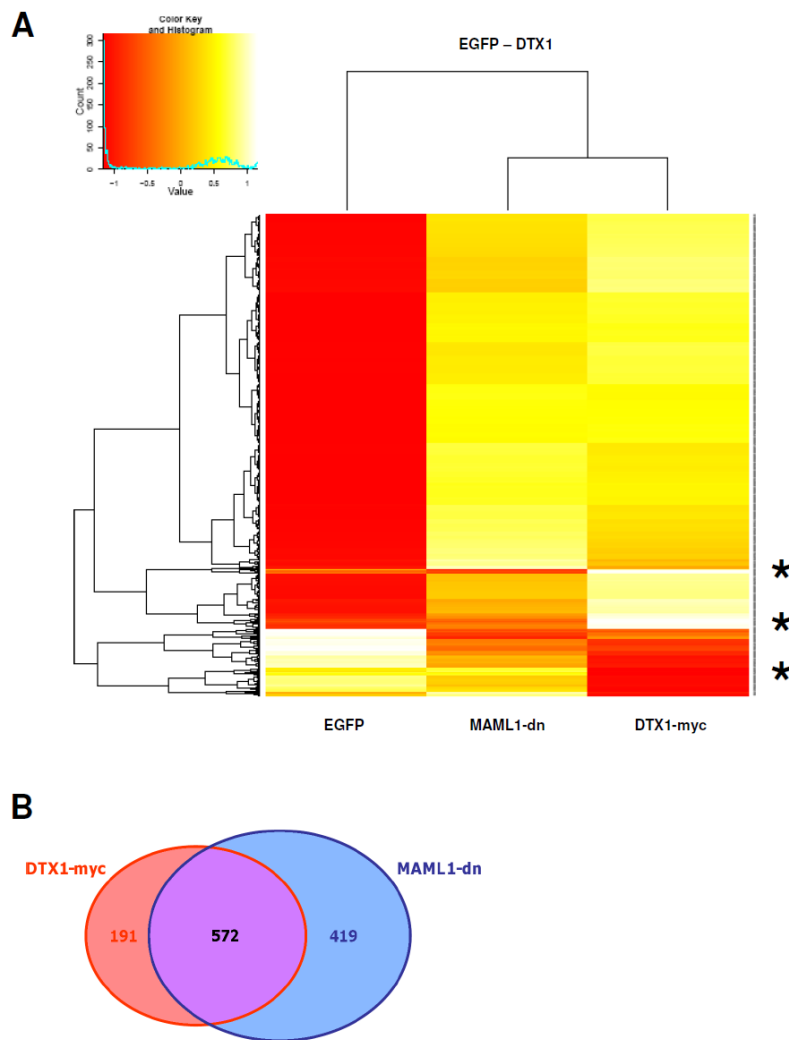 A
Color Key
and Histogram
Count
0 50 100 150 200 250 300
−1 −0.5 0 0.5 1
Value
EGFP – DTX1
*
*
*
EGFP MAML1-dn DTX1-myc
B
DTX1-myc MAML1-dn
191 572 419